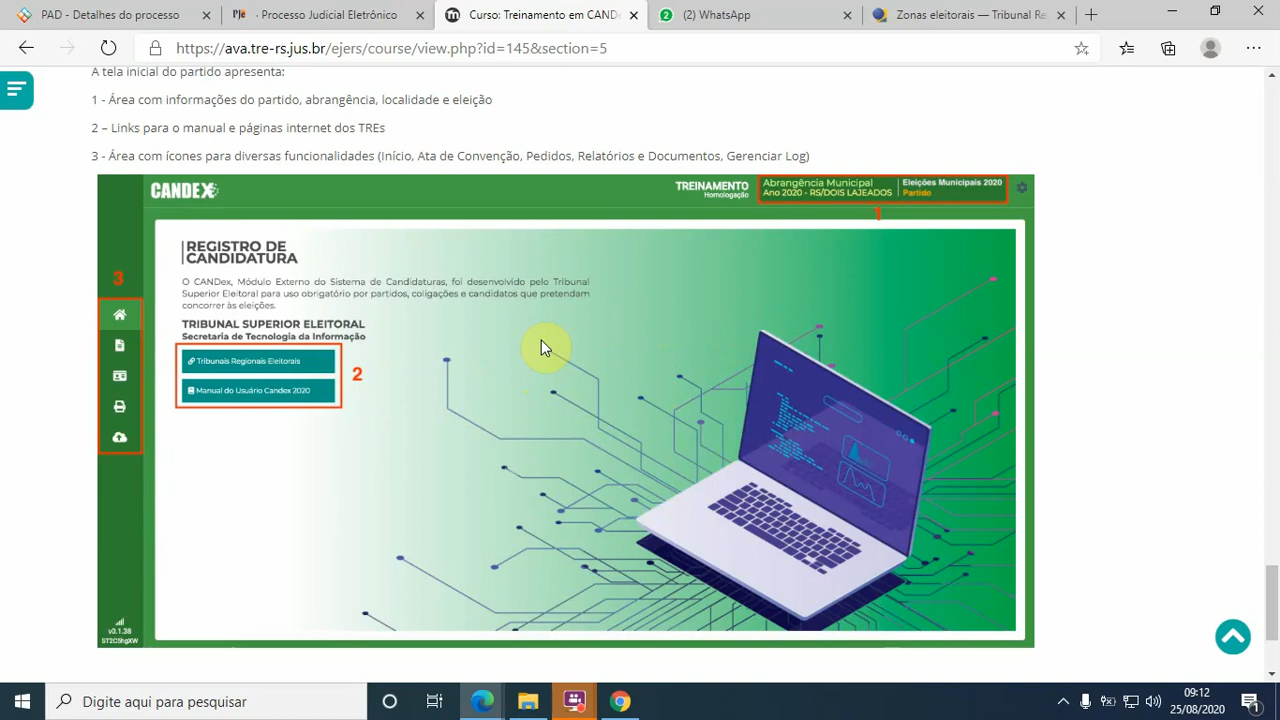 PAD - Detalhes do processo
Processo Judicial Eletrônico
Curso: Treinamento em CAND
(2) WhatsApp
Zonas eleitorais — Tribunal Re
https://ava.tre-rs.jus.br/ejers/course/view.php?id=145&section=5
A tela inicial do partido apresenta:
1 - Área com informações do partido, abrangência, localidade e eleição
2 – Links para o manual e páginas internet dos TREs
3 - Área com ícones para diversas funcionalidades (Início, Ata de Convenção, Pedidos, Relatórios e Documentos, Gerenciar Log)
CANDEX
TREINAMENTO
Homologação
Abrangência Municipal
Ano 2020 - RS/DOIS LAJEADOS
Eleições Municipais 2020
Partido
1
REGISTRO DE
CANDIDATURA
O CANDex, Módulo Externo do Sistema de Candidaturas, foi desenvolvido pelo Tribunal
Superior Eleitoral para uso obrigatório por partidos, coligações e candidatos que pretendam
concorrer às eleições.
TRIBUNAL SUPERIOR ELEITORAL
Secretaria de Tecnologia da Informação
Tribunais Regionais Eleitorais
Manual do Usuário Candex 2020
2
3
v3.1.38
ST2C5hgXW
Digite aqui para pesquisar
09:12
25/08/2020
1